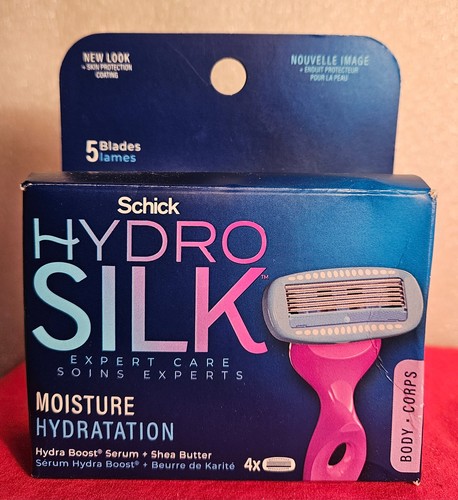 NEW LOOK
+ SKIN PROTECTION
COATING
NOUVELLE IMAGE
+ ENDUIT PROTECTEUR
POUR LA PEAU
5 Blades
lames
Schick
HYDRO
SILK™
EXPERT CARE
SOINS EXPERTS
MOISTURE
HYDRATATION
Hydra Boost® Serum + Shea Butter
Sérum Hydra Boost® + Beurre de Karité
4x
BODY • CORPS